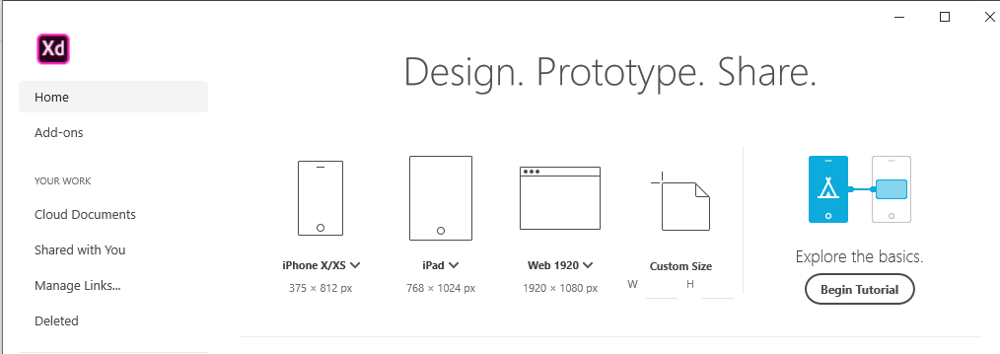 Xd
Design. Prototype. Share.
Home
Add-ons
YOUR WORK
Cloud Documents
Shared with You
Manage Links...
Deleted
iPhone X/XS
375 × 812 px
iPad
768 × 1024 px
Web 1920
1920 × 1080 px
Custom Size
W H
Explore the basics.
Begin Tutorial